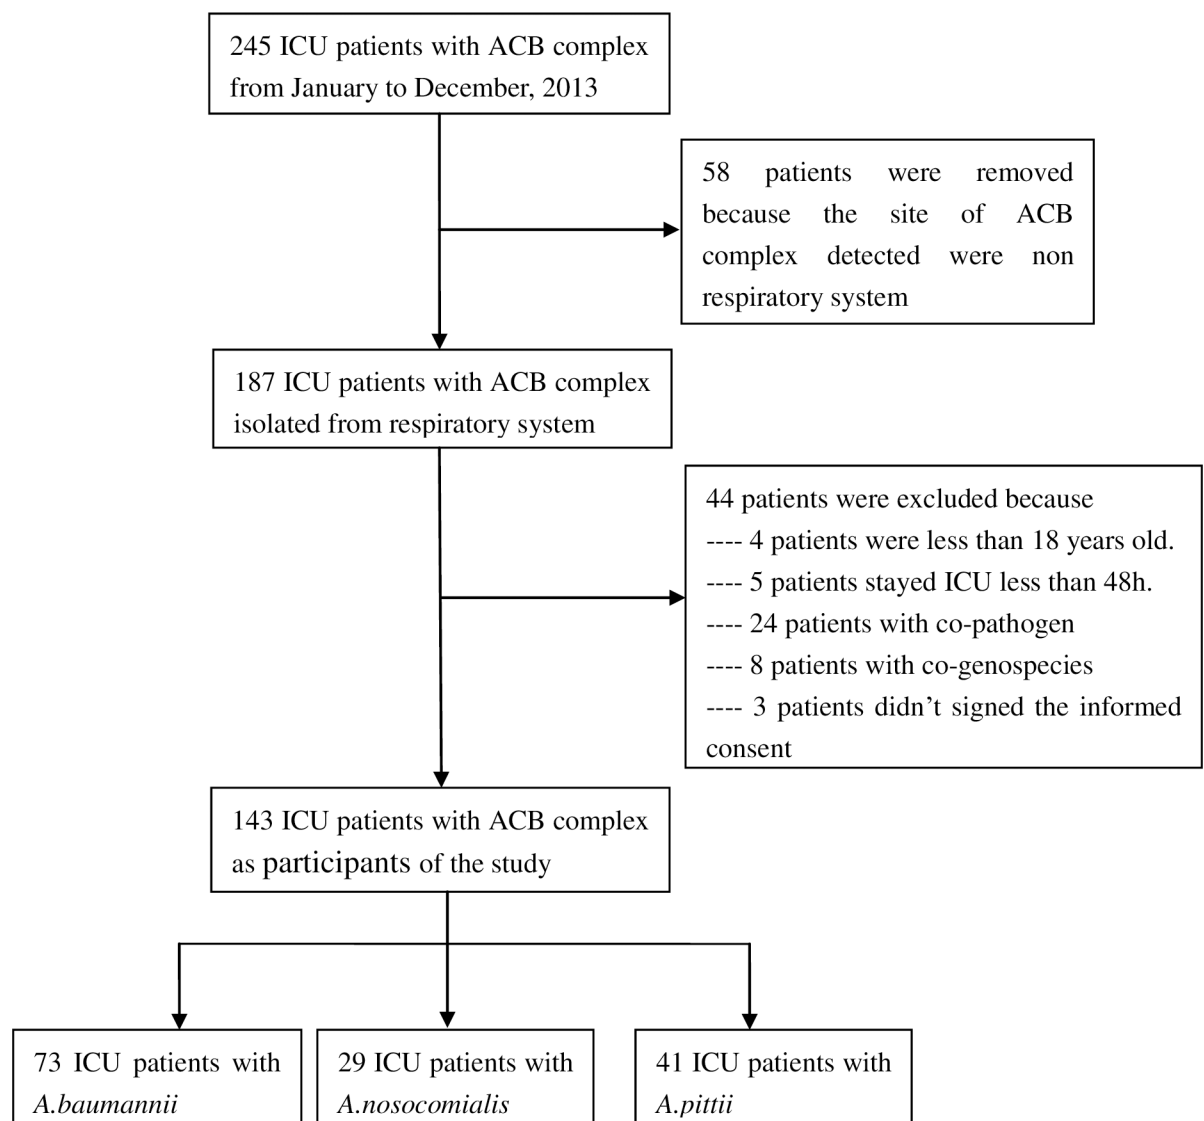 245 ICU patients with ACB complex
from January to December, 2013
58 patients were removed
because the site of ACB
complex detected were non
respiratory system
187 ICU patients with ACB complex
isolated from respiratory system
44 patients were excluded because
---- 4 patients were less than 18 years old.
---- 5 patients stayed ICU less than 48h.
---- 24 patients with co-pathogen
---- 8 patients with co-genospecies
---- 3 patients didn’t signed the informed
consent
143 ICU patients with ACB complex
as participants of the study
73 ICU patients with
A.baumannii
29 ICU patients with
A.nosocomialis
41 ICU patients with
A.pittii